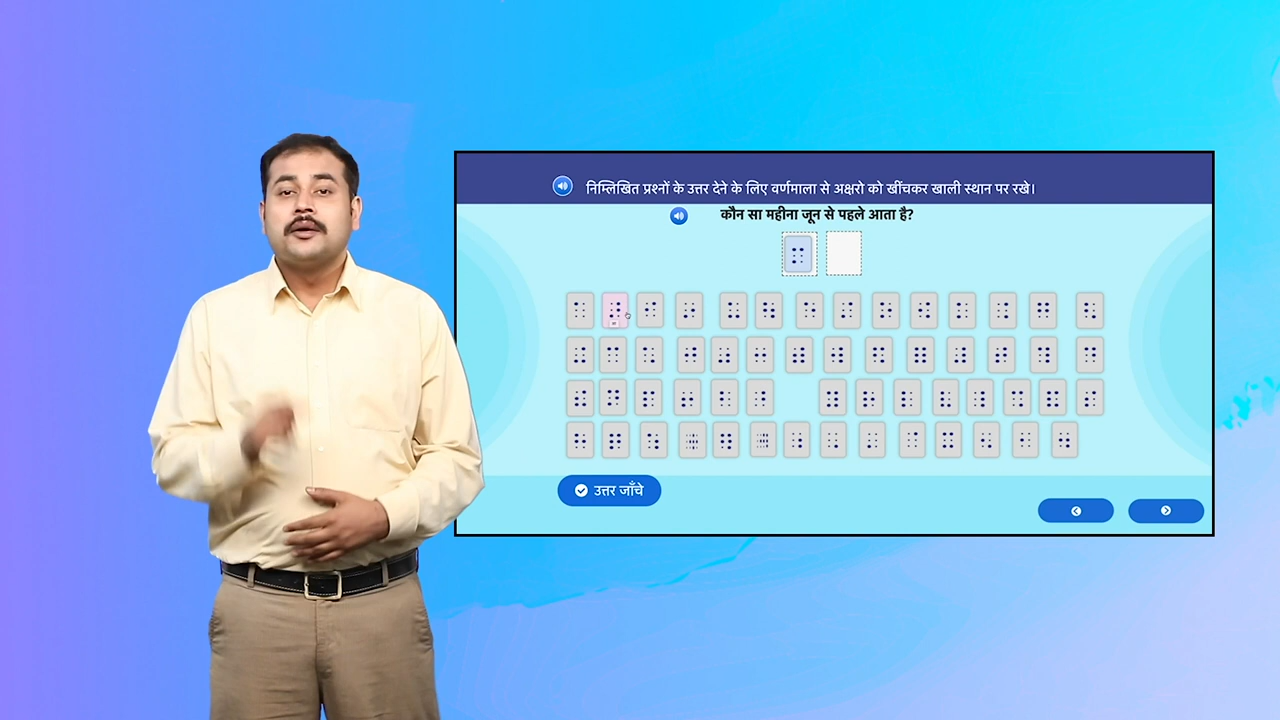 निम्लिखित प्रश्नों के उत्तर देने के लिए वर्णमाला से अक्षरो को खींचकर खाली स्थान पर रखे।
कौन सा महीना जून से पहले आता है?
उत्तर जाँचे